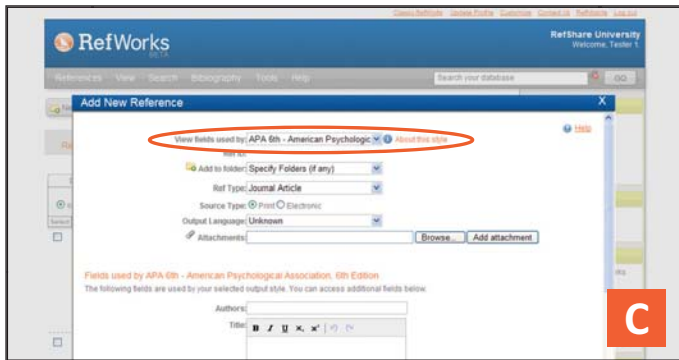 Classic RefWorks Update Profile Customize Contact Us RefMobile Log out
RefWorks
BETA
RefShare University
Welcome, Tester 1.
References View Search Bibliography Tools Help
Search your database
GO
Add New Reference
X
Help
View fields used by: APA 6th - American Psychologic
About this style
Ref ID:
Add to folder: Specify Folders (if any)
Ref Type: Journal Article
Source Type: Print Electronic
Output Language: Unknown
Attachments:
Browse... Add attachment
Fields used by APA 6th - American Psychological Association, 6th Edition
The following fields are used by your selected output style. You can access additional fields below.
Authors:
Title:
B I U x, x'
C